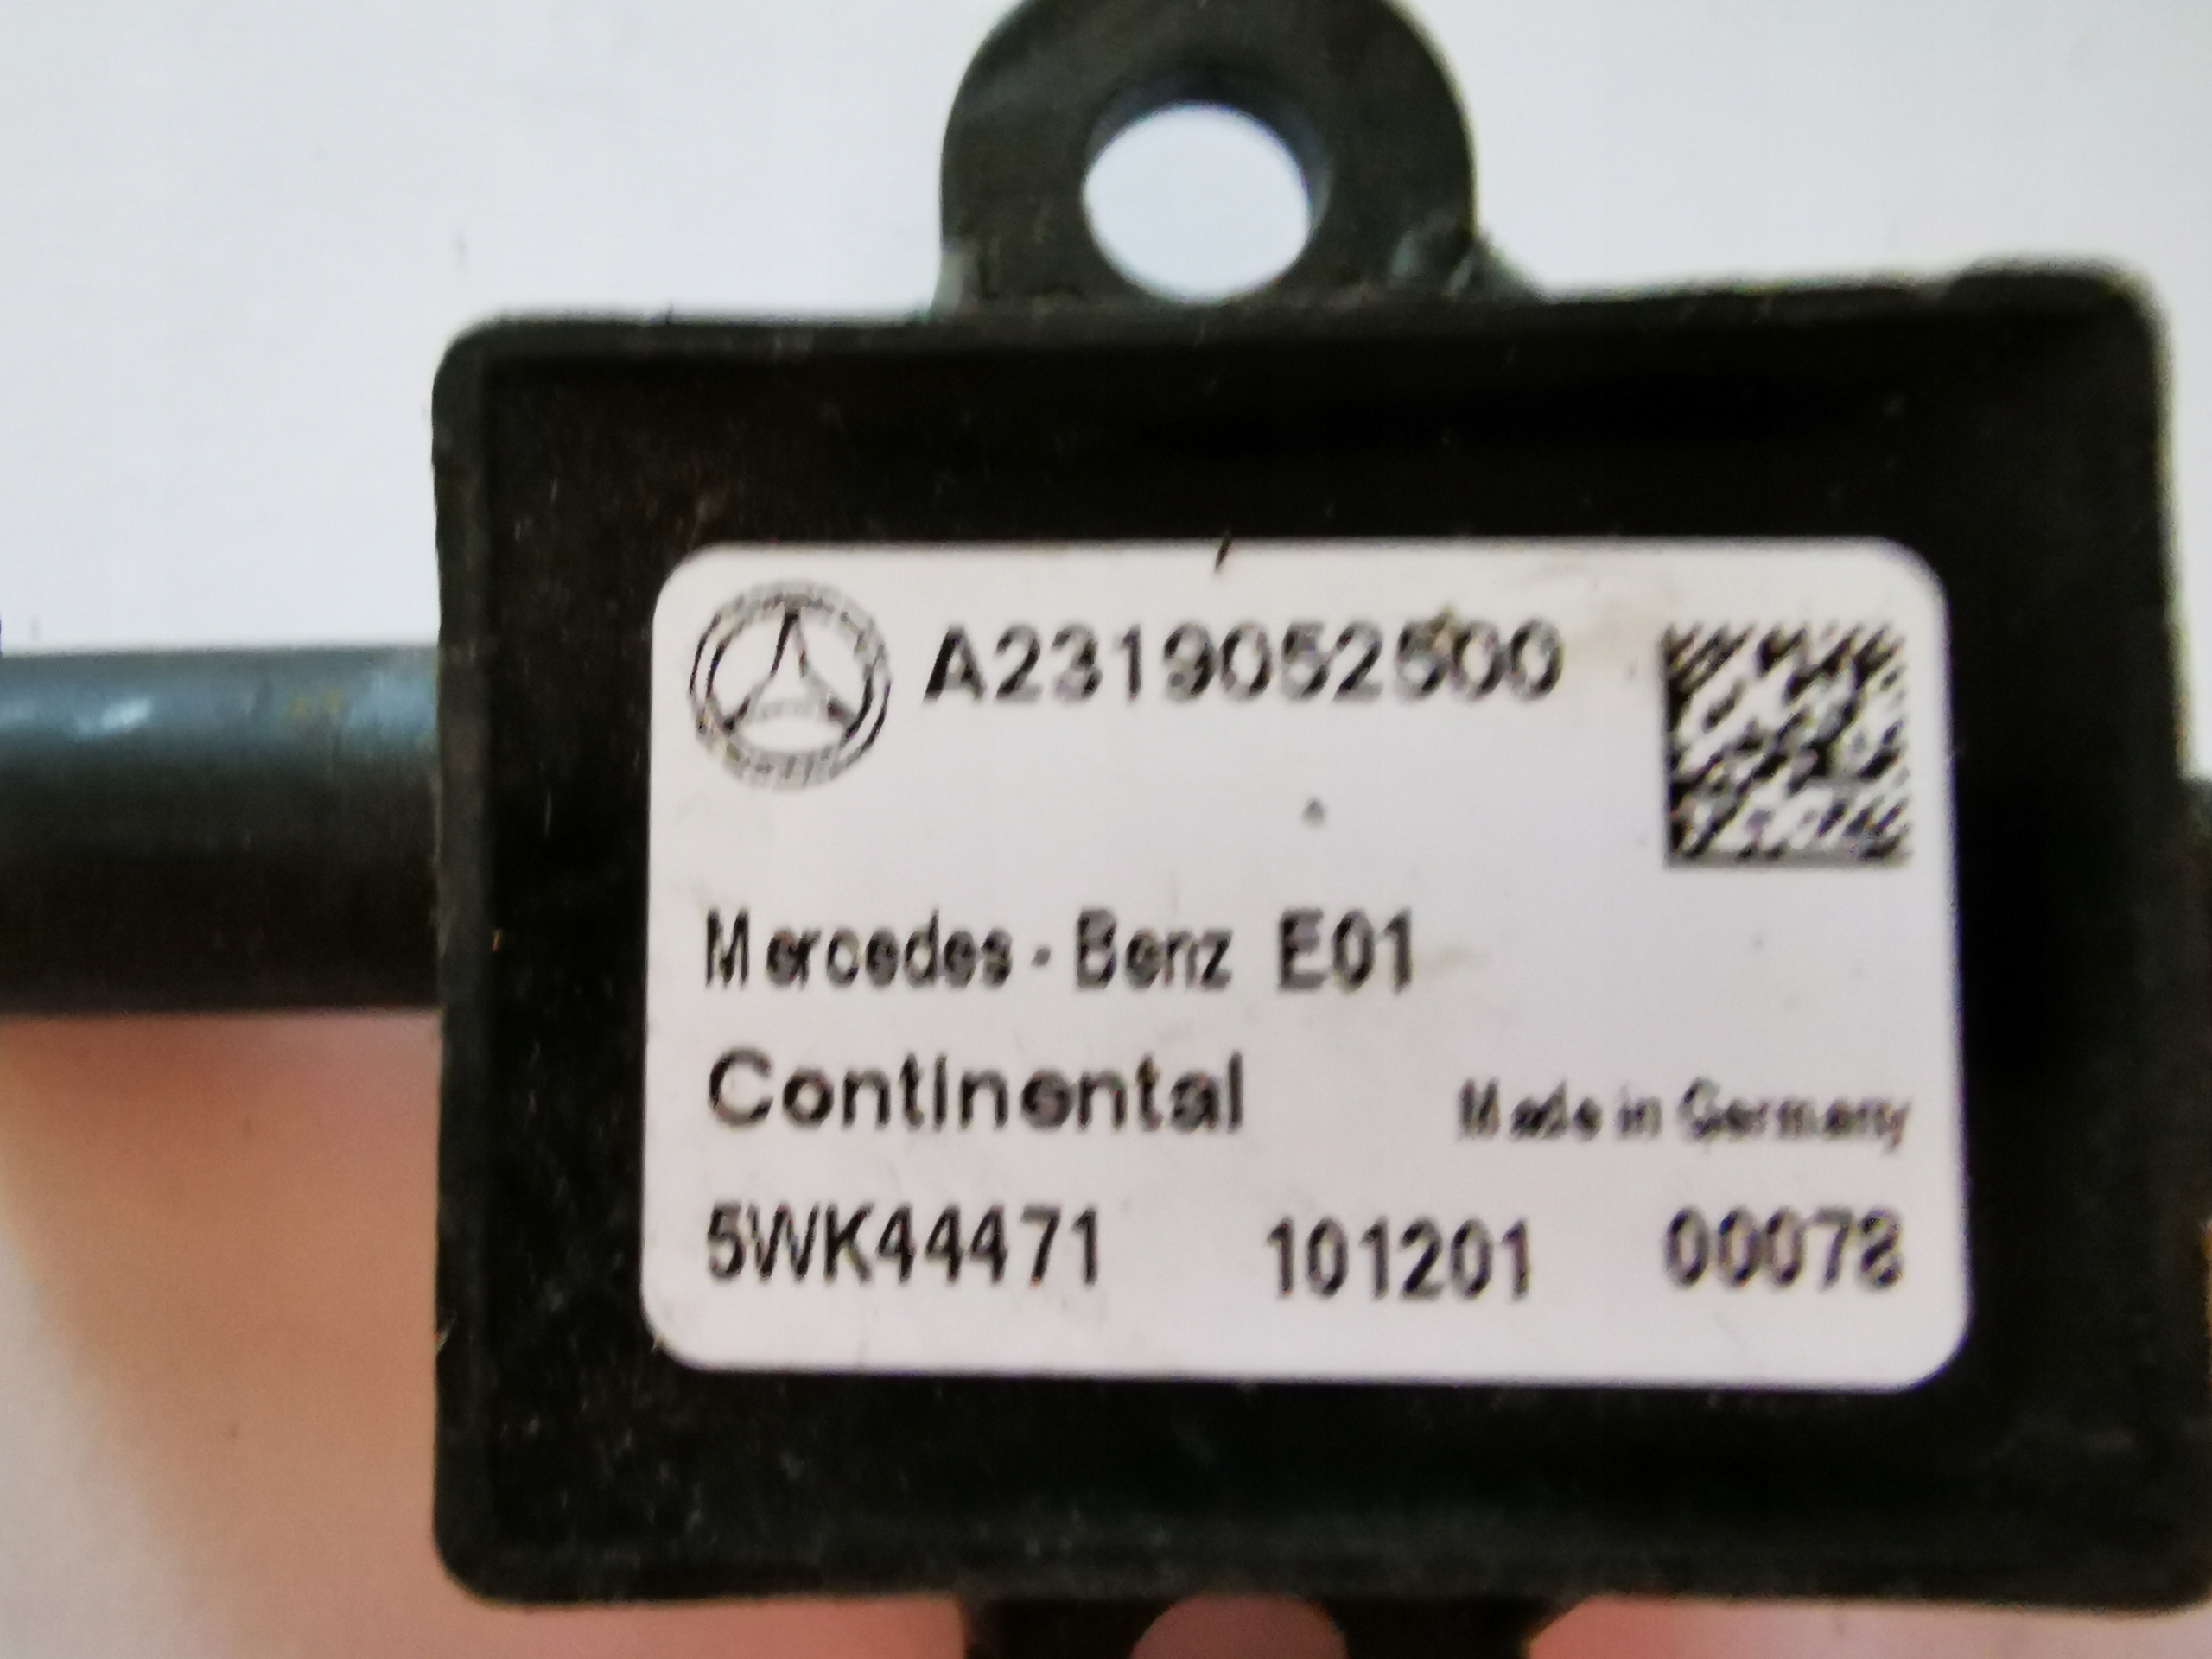 A2319052500
Mercedes - Benz E01
Continental
Made in Germany
5WK44471 101201 00078